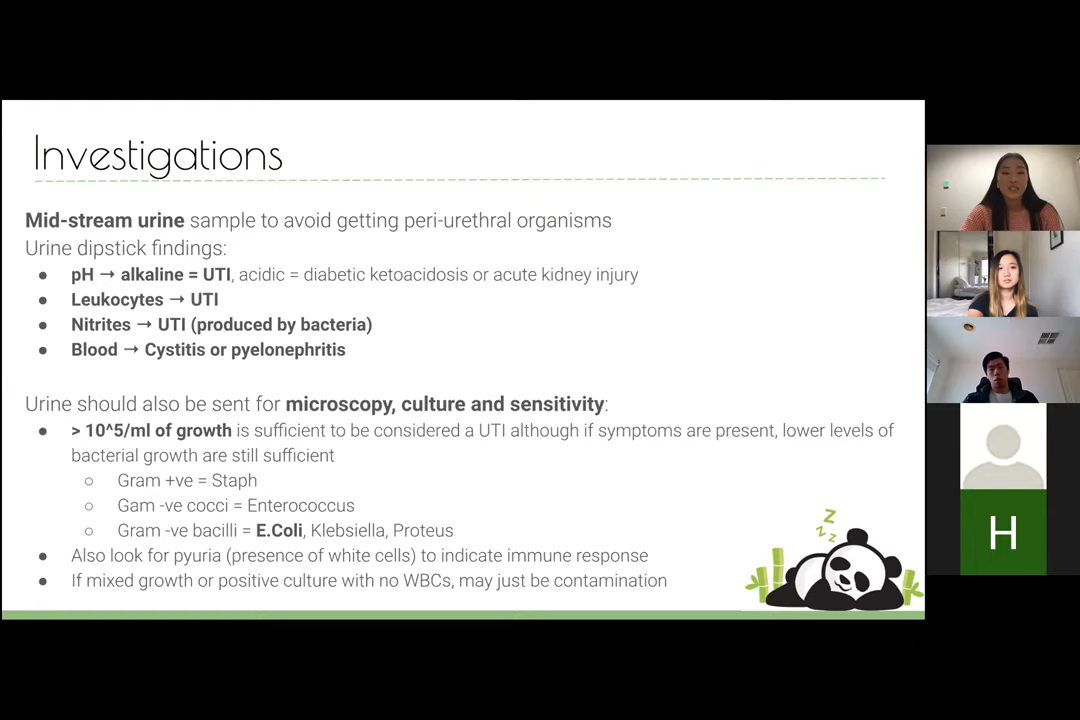 Investigations
Mid-stream urine sample to avoid getting peri-urethral organisms
Urine dipstick findings:
● pH → alkaline = UTI, acidic = diabetic ketoacidosis or acute kidney injury
● Leukocytes → UTI
● Nitrites → UTI (produced by bacteria)
● Blood → Cystitis or pyelonephritis
Urine should also be sent for microscopy, culture and sensitivity:
● > 10^5/ml of growth is sufficient to be considered a UTI although if symptoms are present, lower levels of
bacterial growth are still sufficient
○ Gram +ve = Staph
○ Gam -ve cocci = Enterococcus
○ Gram -ve bacilli = E.Coli, Klebsiella, Proteus
● Also look for pyuria (presence of white cells) to indicate immune response
● If mixed growth or positive culture with no WBCs, may just be contamination
z
z
z z
H